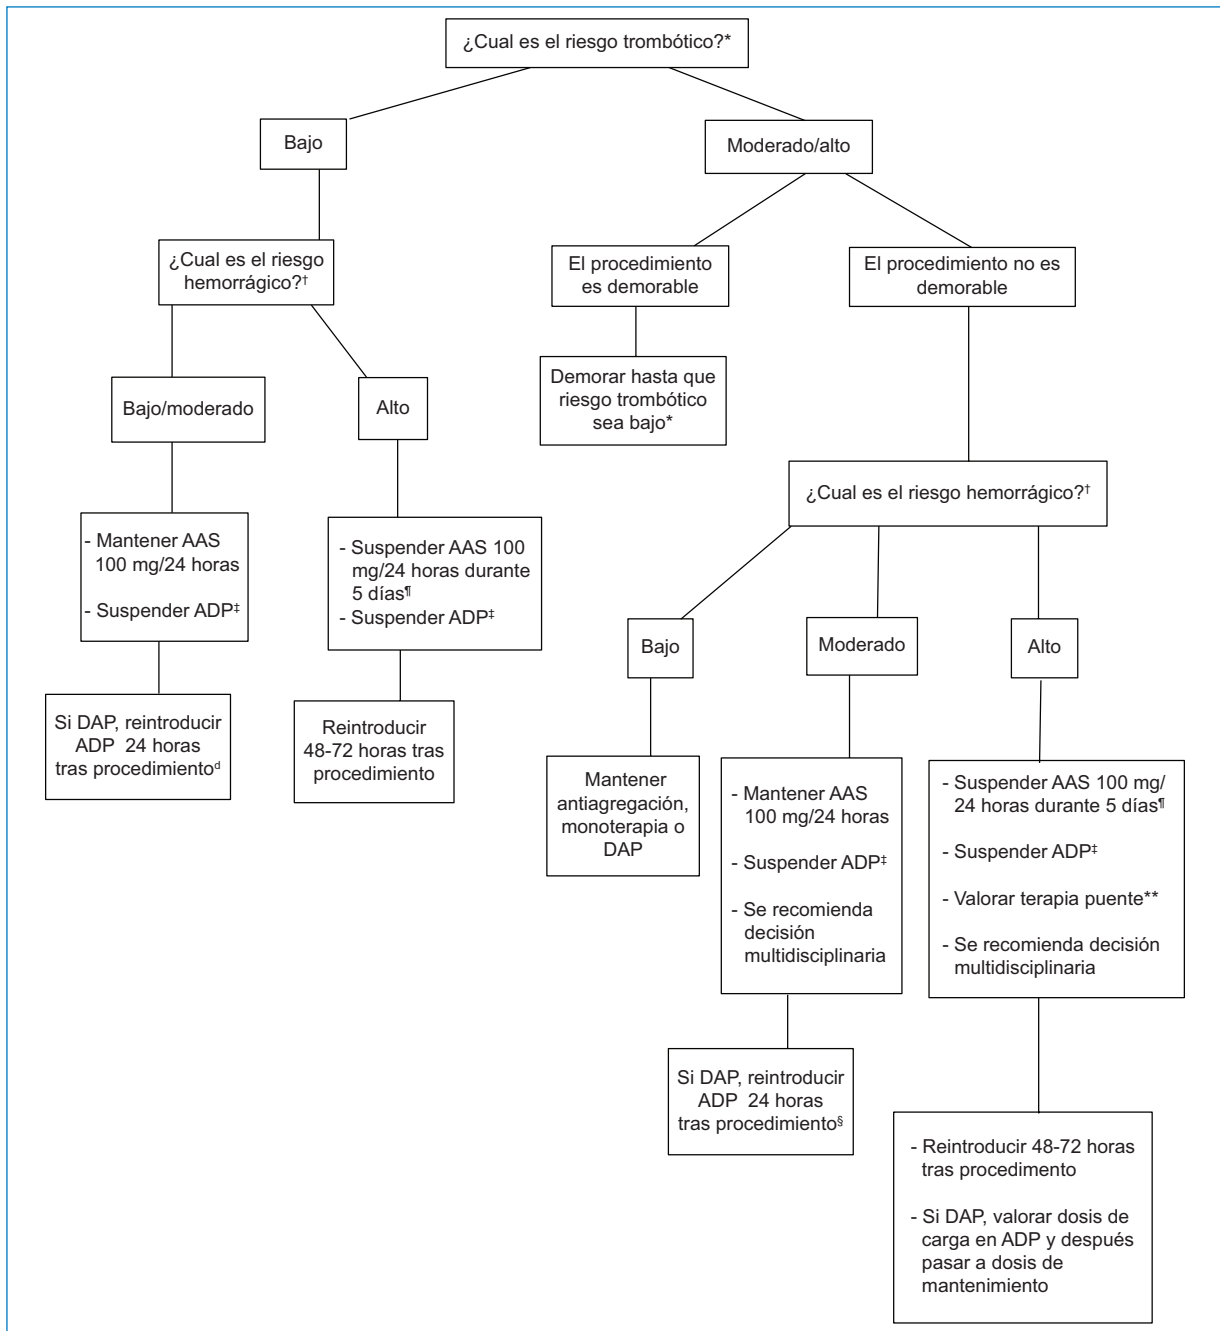 ¿Cual es el riesgo trombótico?*
Bajo
Moderado/alto
¿Cual es el riesgo
hemorrágico?†
El procedimiento
es demorable
El procedimiento no es
demorable
Bajo/moderado
Alto
Demorar hasta que
riesgo trombótico
sea bajo*
¿Cual es el riesgo hemorrágico?†
- Mantener AAS
100 mg/24 horas
- Suspender ADP‡
- Suspender AAS 100
mg/24 horas durante
5 días¶
- Suspender ADP‡
Bajo
Moderado
Alto
Si DAP, reintroducir
ADP 24 horas
tras procedimientoᵈ
Reintroducir
48-72 horas tras
procedimiento
Mantener
antiagregación,
monoterapia o
DAP
- Mantener AAS
100 mg/24 horas
- Suspender ADP‡
- Se recomienda
decisión
multidisciplinaria
- Suspender AAS 100 mg/
24 horas durante 5 días¶
- Suspender ADP‡
- Valorar terapia puente**
- Se recomienda decisión
multidisciplinaria
Si DAP, reintroducir
ADP 24 horas
tras procedimiento§
- Reintroducir 48-72 horas
tras procedimento
- Si DAP, valorar dosis de
carga en ADP y después
pasar a dosis de
mantenimiento